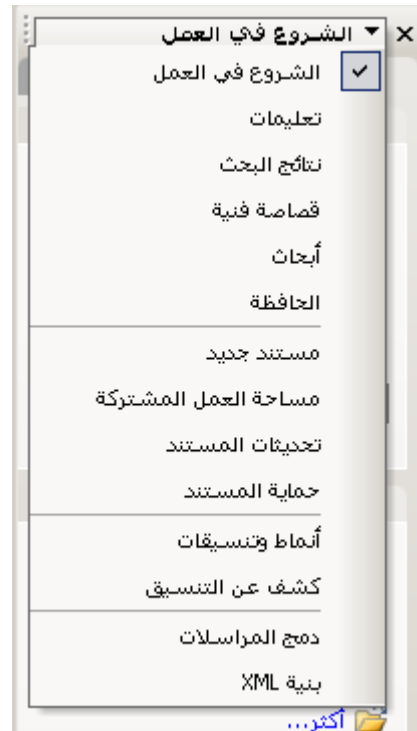 الشروع في العمل
الشروع في العمل
تعليمات
نتائج البحث
قصاصة فنية
أبحاث
الحافظة
مستند جديد
مساحة العمل المشتركة
تحديثات المستند
حماية المستند
أنماط وتنسيقات
كشف عن التنسيق
دمج المراسلات
بنية XML
أكثر...